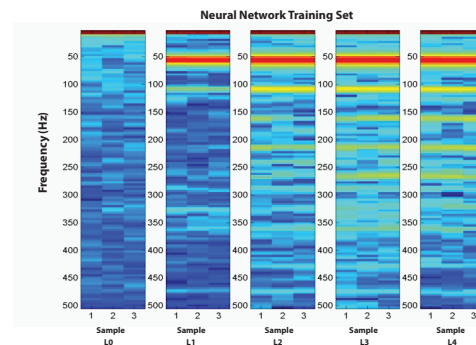 Neural Network Training Set
Frequency (Hz)
50 50 50 50 50
100 100 100 100 100
150 150 150 150 150
200 200 200 200 200
250 250 250 250 250
300 300 300 300 300
350 350 350 350 350
400 400 400 400 400
450 450 450 450 450
500 500 500 500 500
1 2 3 1 2 3 1 2 3 1 2 3 1 2 3
Sample Sample Sample Sample Sample
L0 L1 L2 L3 L4